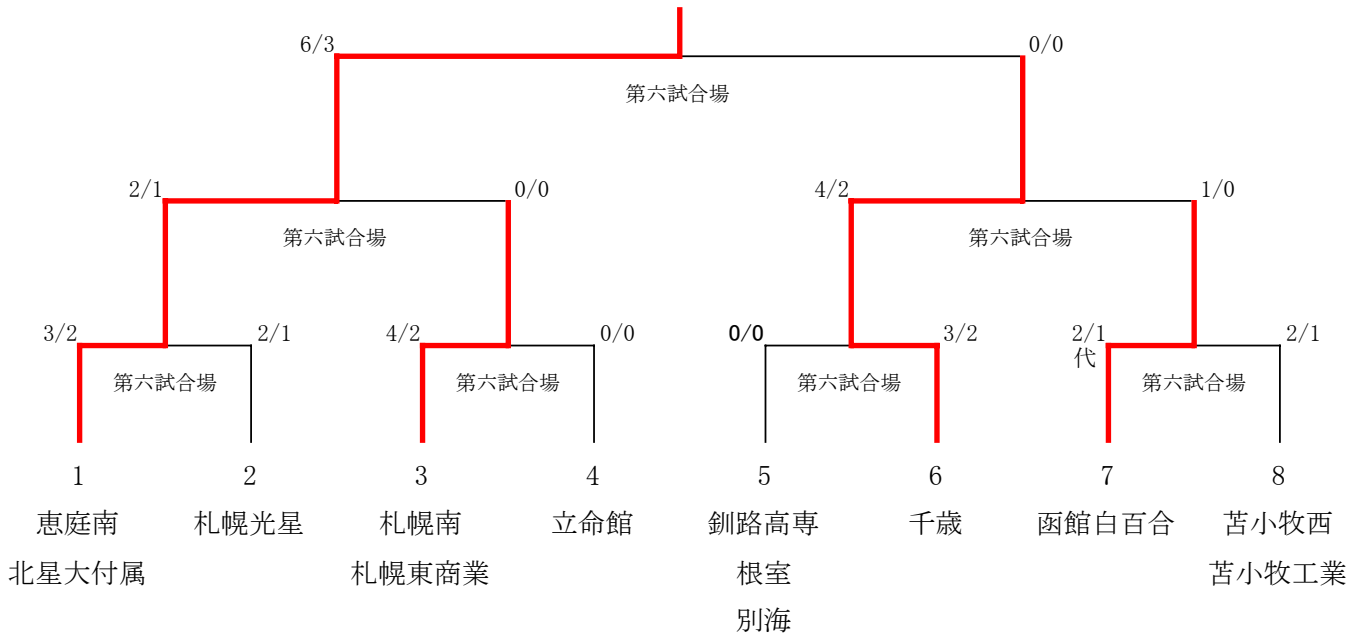 6/3 0/0
第六試合場
2/1 0/0 4/2 1/0
第六試合場 第六試合場
3/2 2/1 4/2 0/0 0/0 3/2 2/1 2/1
代
第六試合場 第六試合場 第六試合場 第六試合場
1 2 3 4 5 6 7 8
恵庭南 札幌光星 札幌南 立命館 釧路高専 千歳 函館白百合 苫小牧西
北星大付属 札幌東商業 根室 苫小牧工業
別海